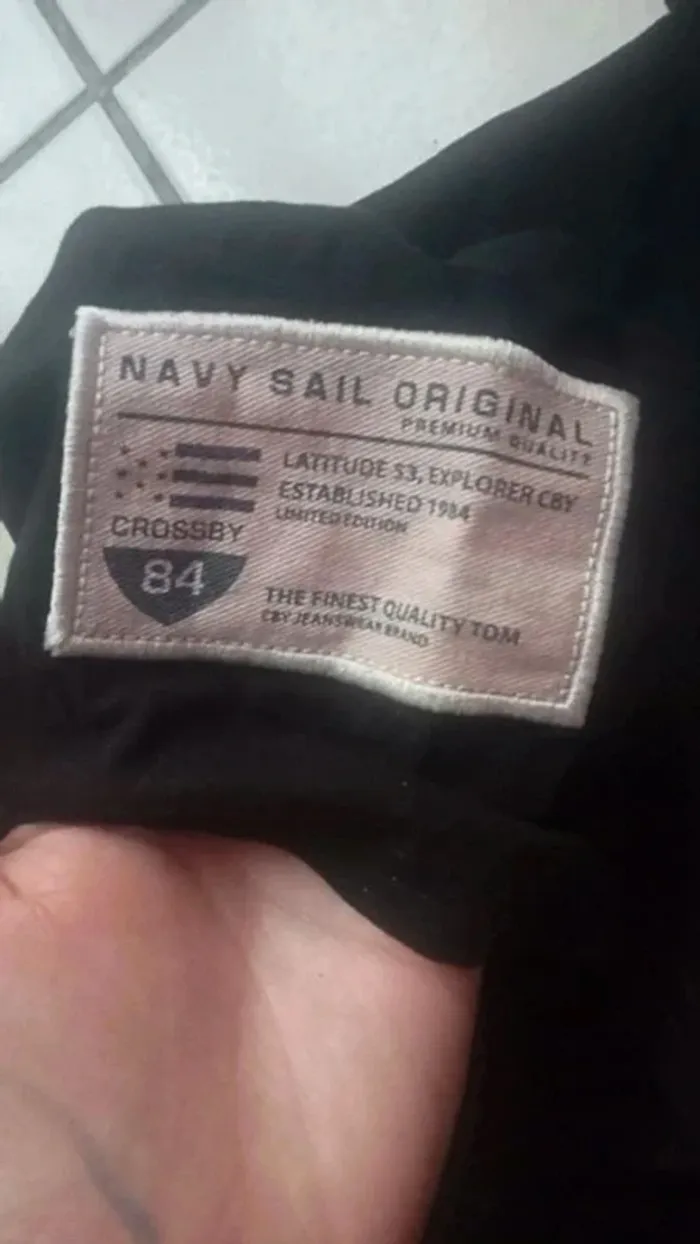 NAVY SAIL ORIGINAL
PREMIUM QUALITY
LATITUDE 53, EXPLORER CBY
ESTABLISHED 1984
LIMITED EDITION
CROSSBY
84
THE FINEST QUALITY TDM
CBY JEANSWEAR BRAND